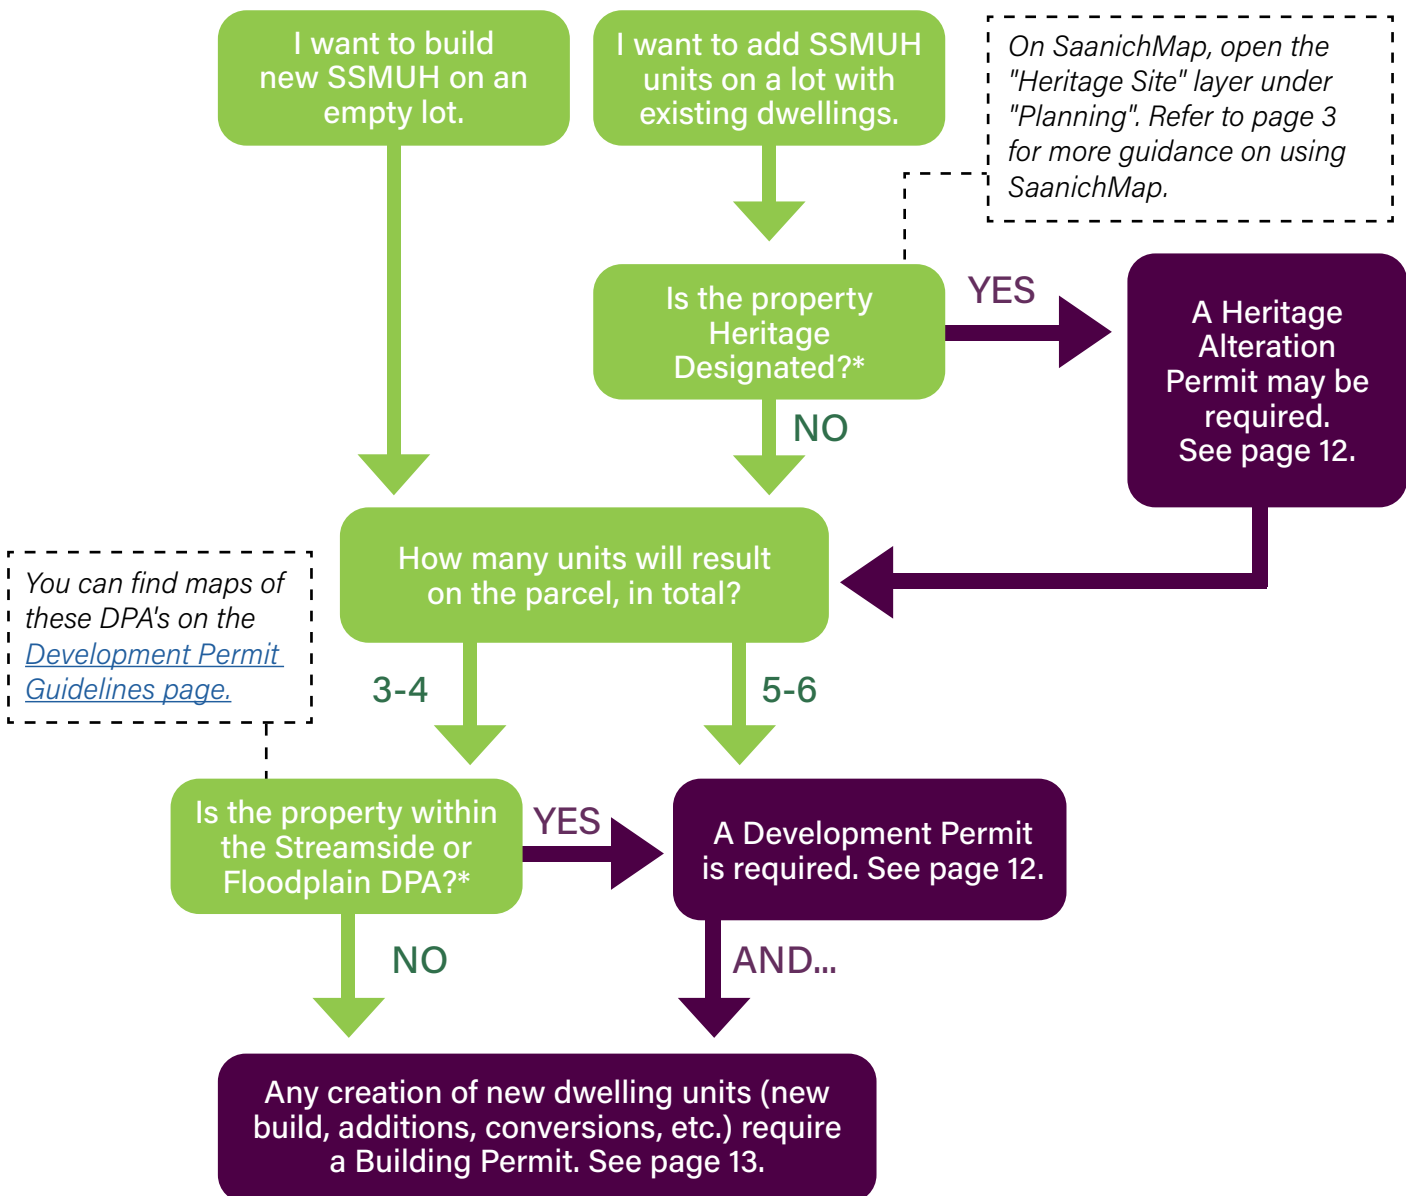 I want to build
new SSMUH on an
empty lot.
I want to add SSMUH
units on a lot with
existing dwellings.
On SaanichMap, open the
"Heritage Site" layer under
"Planning". Refer to page 3
for more guidance on using
SaanichMap.
Is the property
Heritage
Designated?*
YES
A Heritage
Alteration
Permit may be
required.
See page 12.
NO
How many units will result
on the parcel, in total?
You can find maps of
these DPA's on the
Development Permit
Guidelines page.
3-4
5-6
Is the property within
the Streamside or
Floodplain DPA?*
YES
A Development Permit
is required. See page 12.
NO
AND...
Any creation of new dwelling units (new
build, additions, conversions, etc.) require
a Building Permit. See page 13.